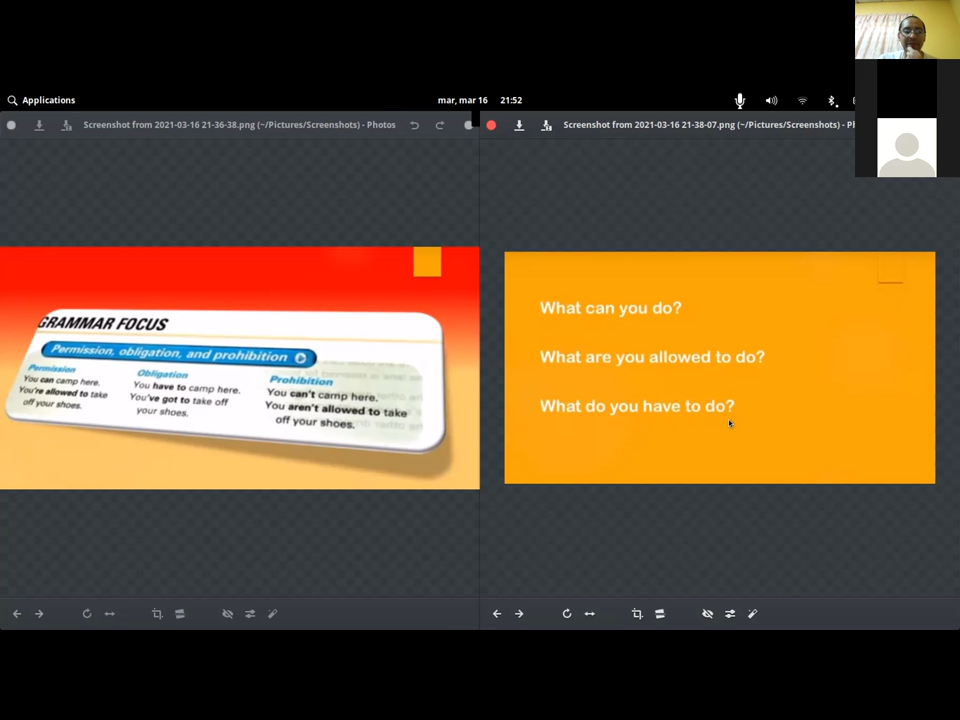 Applications
mar, mar 16 21:52
Screenshot from 2021-03-16 21-36-38.png (~/Pictures/Screenshots) - Photos
GRAMMAR FOCUS
Permission, obligation, and prohibition
Permission
You can camp here.
You're allowed to take
off your shoes.
Obligation
You have to camp here.
You've got to take off
your shoes.
Prohibition
You can't camp here.
You aren't allowed to take
off your shoes.
Screenshot from 2021-03-16 21-38-07.png (~/Pictures/Screenshots) - Ph
What can you do?
What are you allowed to do?
What do you have to do?